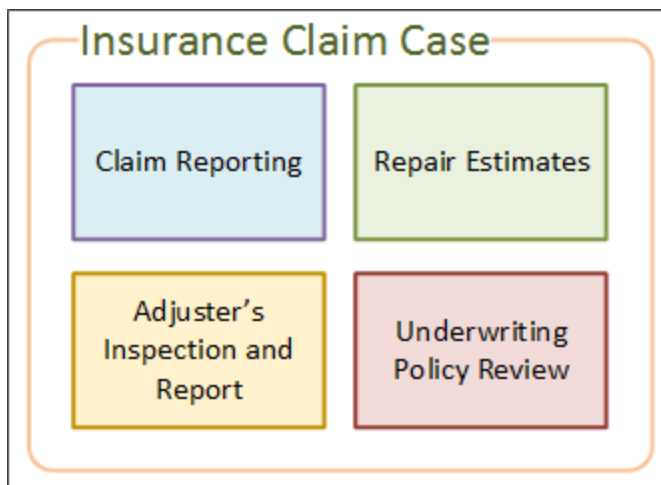 Insurance Claim Case
Claim Reporting
Repair Estimates
Adjuster’s
Inspection and
Report
Underwriting
Policy Review